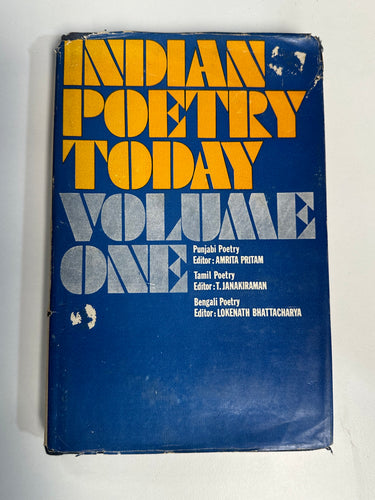 INDIAN
POETRY
TODAY
VOLUME
ONE
Punjabi Poetry
Editor: AMRITA PRITAM
Tamil Poetry
Editor: T. JANAKIRAMAN
Bengali Poetry
Editor: LOKENATH BHATTACHARYA